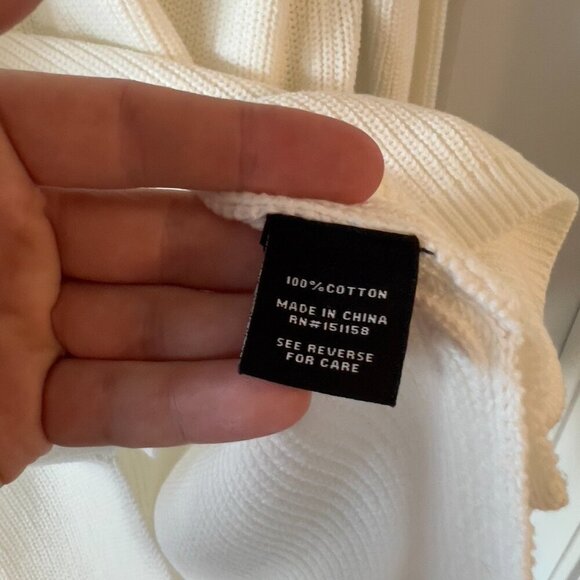 100%COTTON
MADE IN CHINA
RN#151158
SEE REVERSE
FOR CARE